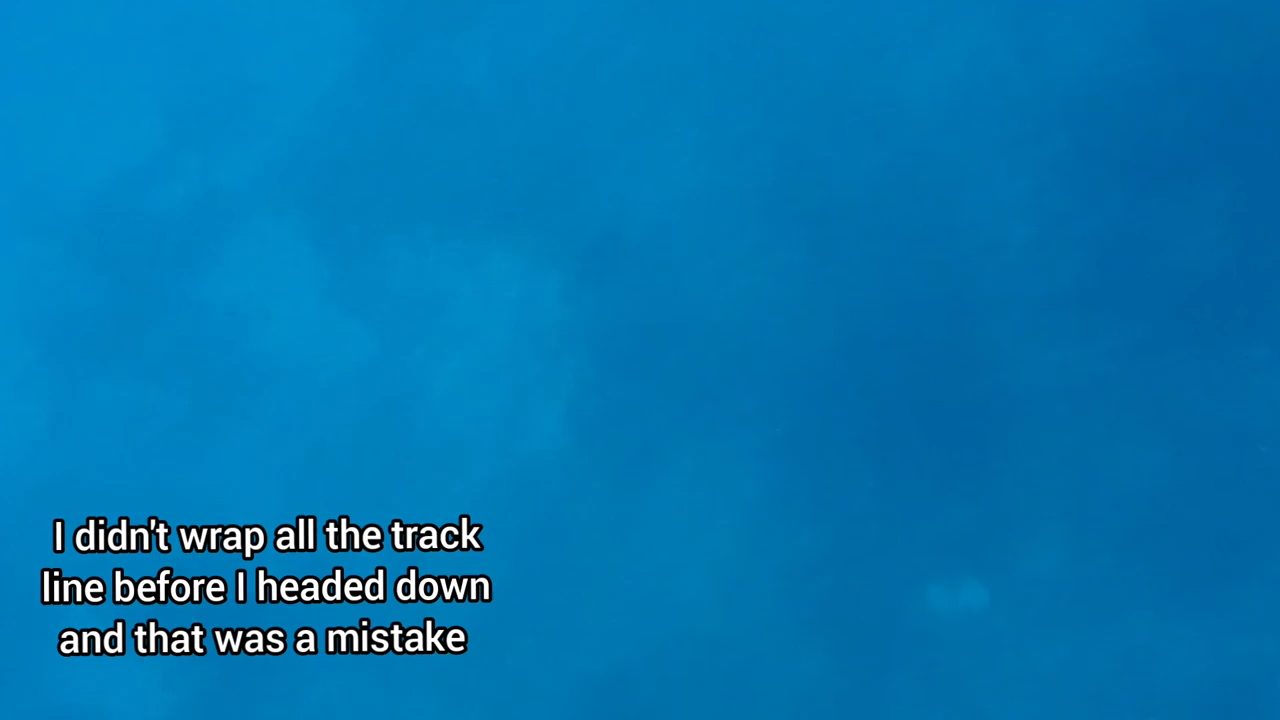 I didn't wrap all the track
line before I headed down
and that was a mistake